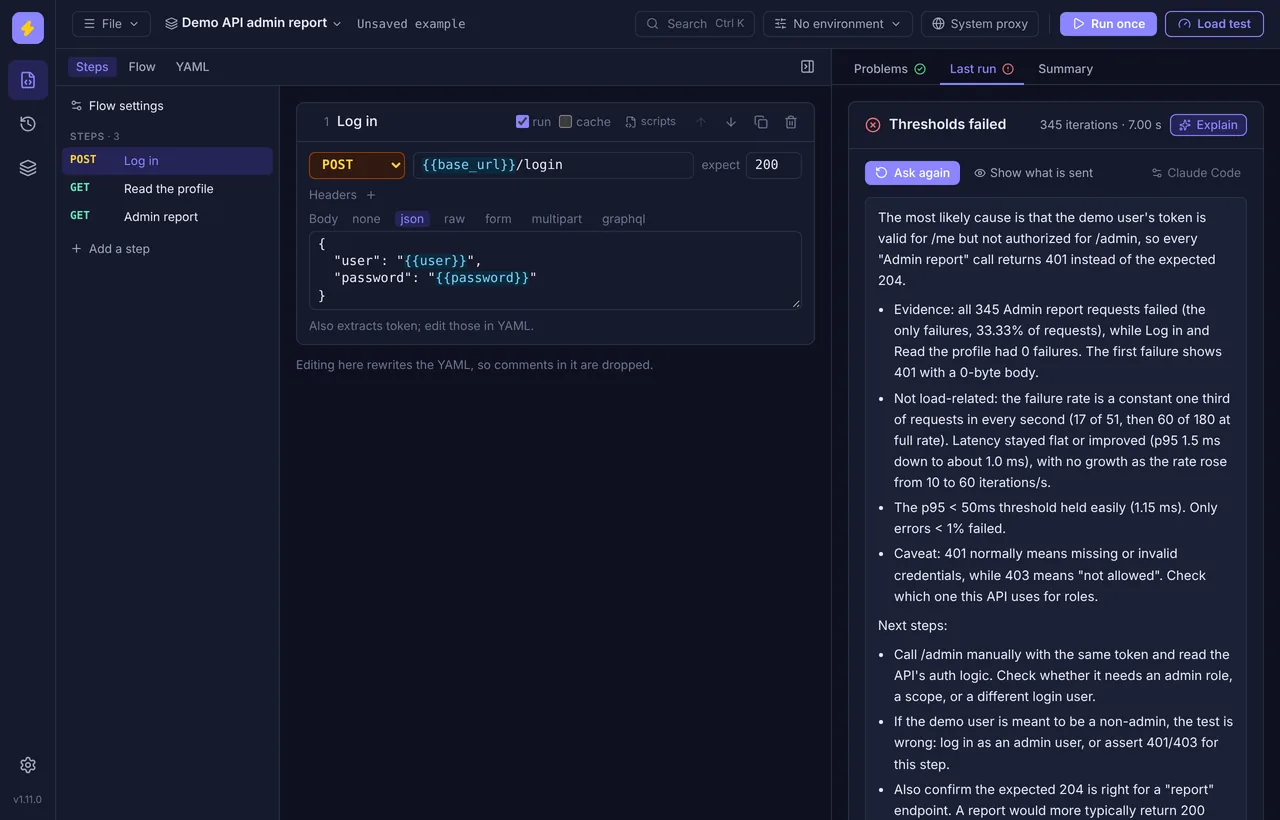 File
Demo API admin report
Unsaved example
Search Ctrl K
No environment
System proxy
Run once
Load test
Steps Flow YAML
Flow settings
STEPS · 3
POST Log in
GET Read the profile
GET Admin report
Add a step
v1.11.0
1 Log in
run cache scripts
POST {{base_url}}/login expect 200
Headers +
Body none json raw form multipart graphql
{
"user": "{{user}}",
"password": "{{password}}"
}
Also extracts token; edit those in YAML.
Editing here rewrites the YAML, so comments in it are dropped.
Problems Last run Summary
Thresholds failed 345 iterations · 7.00 s Explain
Ask again Show what is sent Claude Code
The most likely cause is that the demo user's token is
valid for /me but not authorized for /admin, so every
"Admin report" call returns 401 instead of the expected
204.
• Evidence: all 345 Admin report requests failed (the
only failures, 33.33% of requests), while Log in and
Read the profile had 0 failures. The first failure shows
401 with a 0-byte body.
• Not load-related: the failure rate is a constant one third
of requests in every second (17 of 51, then 60 of 180 at
full rate). Latency stayed flat or improved (p95 1.5 ms
down to about 1.0 ms), with no growth as the rate rose
from 10 to 60 iterations/s.
• The p95 < 50ms threshold held easily (1.15 ms). Only
errors < 1% failed.
• Caveat: 401 normally means missing or invalid
credentials, while 403 means "not allowed". Check
which one this API uses for roles.
Next steps:
• Call /admin manually with the same token and read the
API's auth logic. Check whether it needs an admin role,
a scope, or a different login user.
• If the demo user is meant to be a non-admin, the test is
wrong: log in as an admin user, or assert 401/403 for
this step.
• Also confirm the expected 204 is right for a "report"
endpoint. A report would more typically return 200